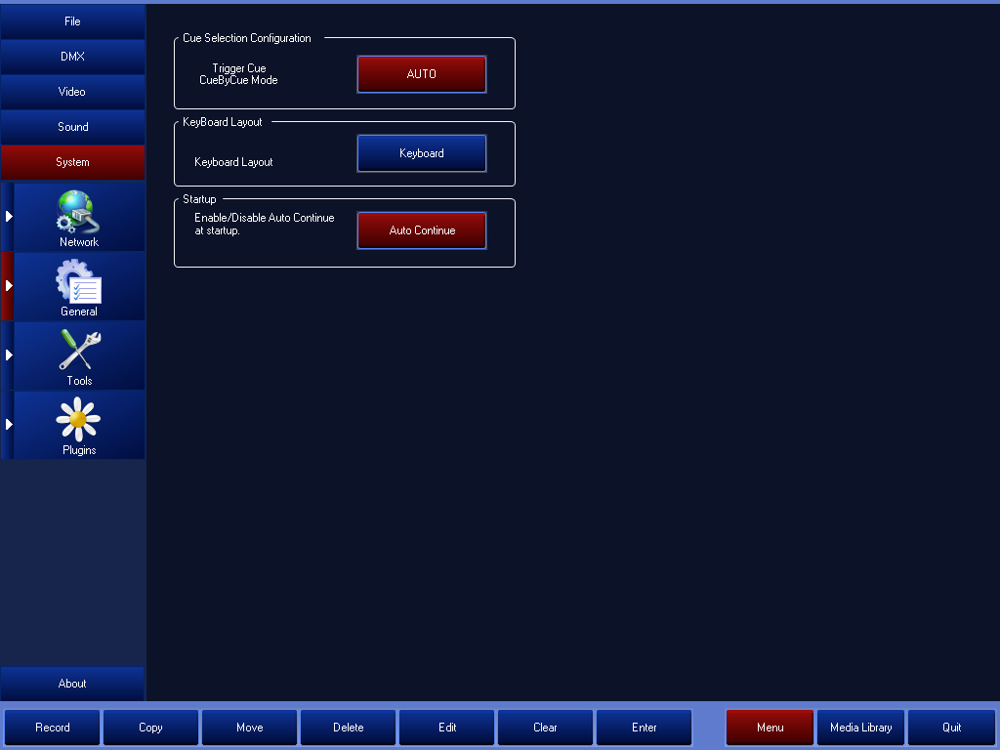 File
DMX
Video
Sound
System
Network
General
Tools
Plugins
About
Cue Selection Configuration
Trigger Cue
CueByCue Mode
AUTO
KeyBoard Layout
Keyboard Layout
Keyboard
Startup
Enable/Disable Auto Continue
at startup.
Auto Continue
Record
Copy
Move
Delete
Edit
Clear
Enter
Menu
Media Library
Quit